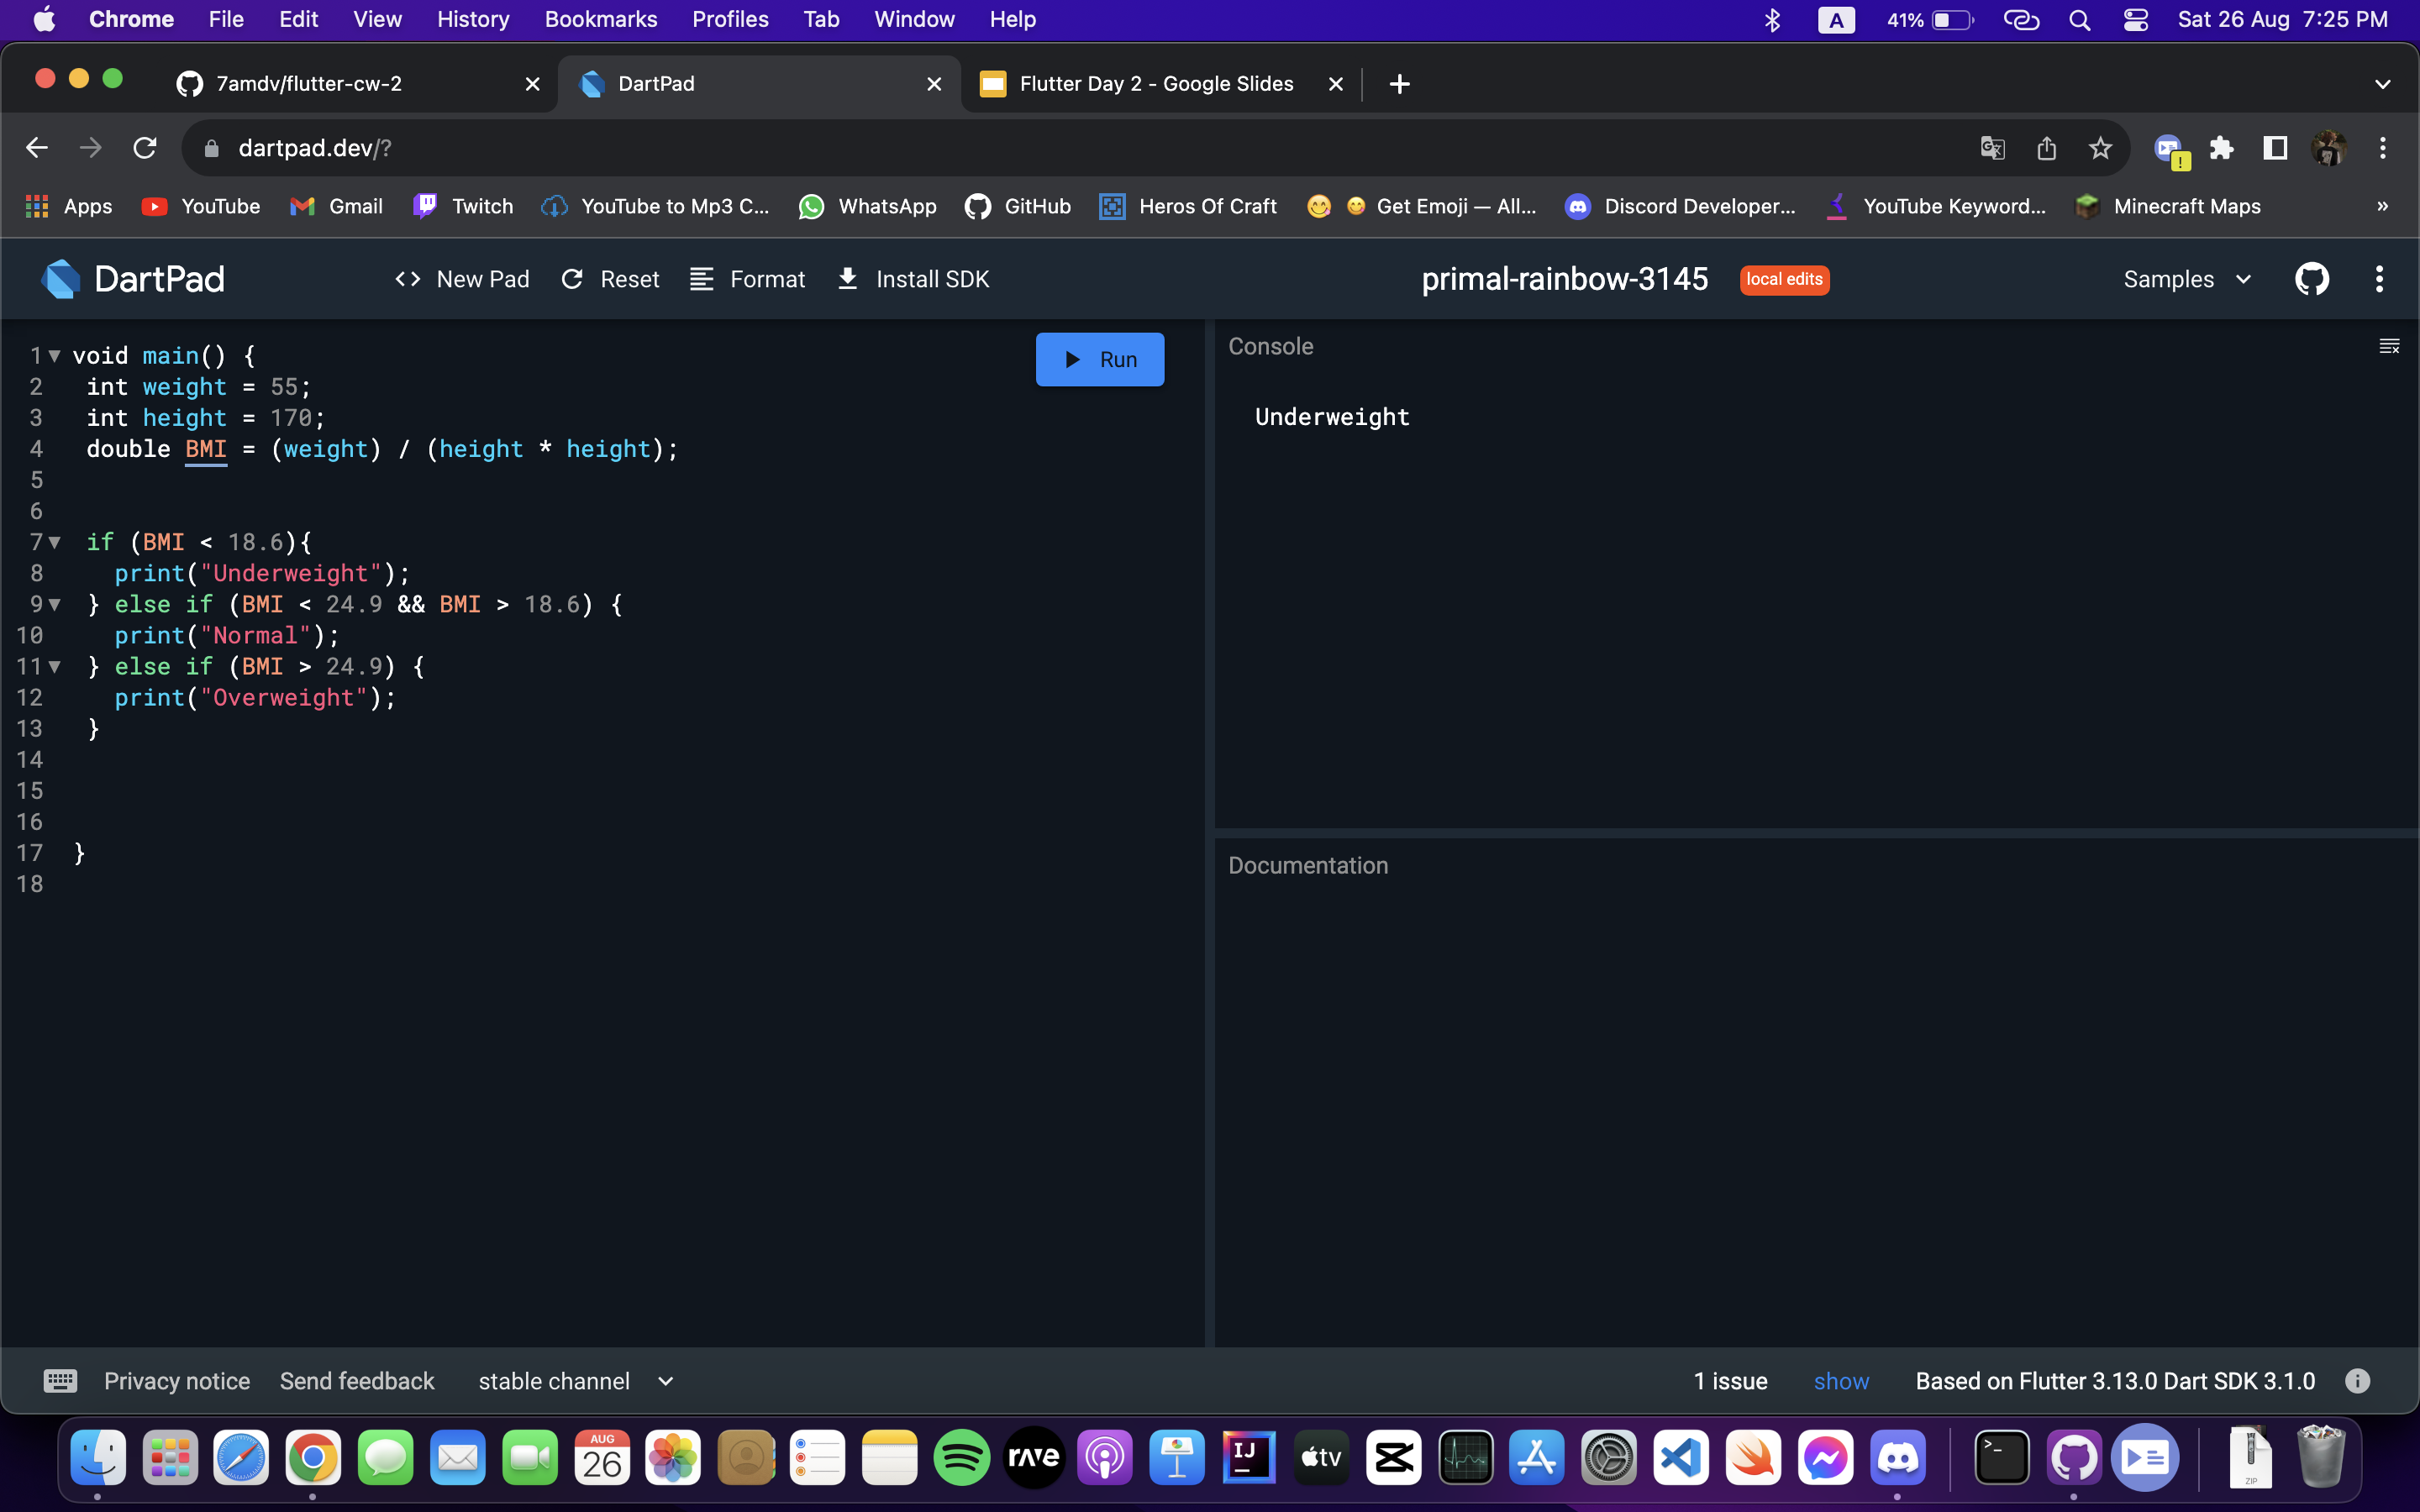 Chrome File Edit View History Bookmarks Profiles Tab Window Help A 41% Sat 26 Aug 7:25 PM
7amdv/flutter-cw-2 DartPad Flutter Day 2 - Google Slides
dartpad.dev/?
Apps YouTube Gmail Twitch YouTube to Mp3 C... WhatsApp GitHub Heros Of Craft Get Emoji — All... Discord Developer... YouTube Keyword... Minecraft Maps »
DartPad <> New Pad Reset Format Install SDK primal-rainbow-3145 local edits Samples
1 void main() {
2 int weight = 55;
3 int height = 170;
4 double BMI = (weight) / (height * height);
5
6
7 if (BMI < 18.6){
8 print("Underweight");
9 } else if (BMI < 24.9 && BMI > 18.6) {
10 print("Normal");
11 } else if (BMI > 24.9) {
12 print("Overweight");
13 }
14
15
16
17 }
18
Run
Console
Underweight
Documentation
Privacy notice Send feedback stable channel 1 issue show Based on Flutter 3.13.0 Dart SDK 3.1.0
AUG
26
rave
IJ
tv
ZIP